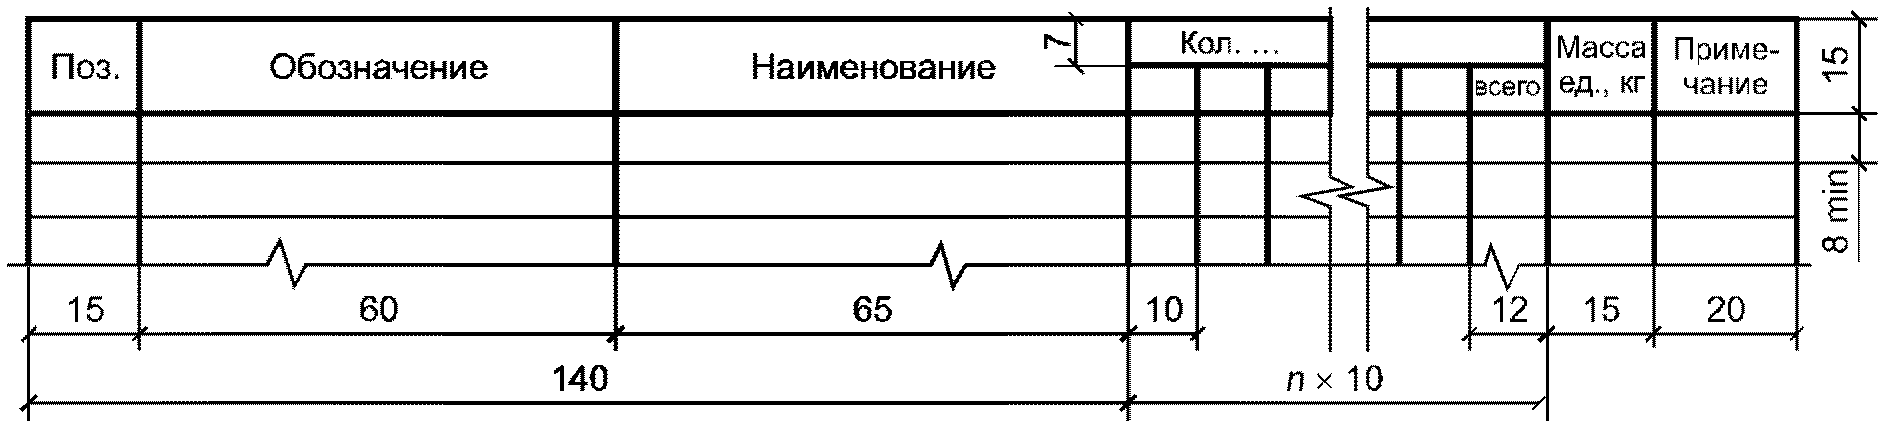 Поз.
Обозначение
Наименование
7
Кол. ...
всего
Масса
ед., кг
Приме-
чание
15
8 min
15
60
65
10
12
15
20
140
n × 10